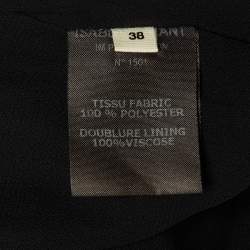 38
ISABEL MARANT
N° 1501
TISSU FABRIC
100 % POLYESTER
DOUBLURE LINING
100%VISCOSE